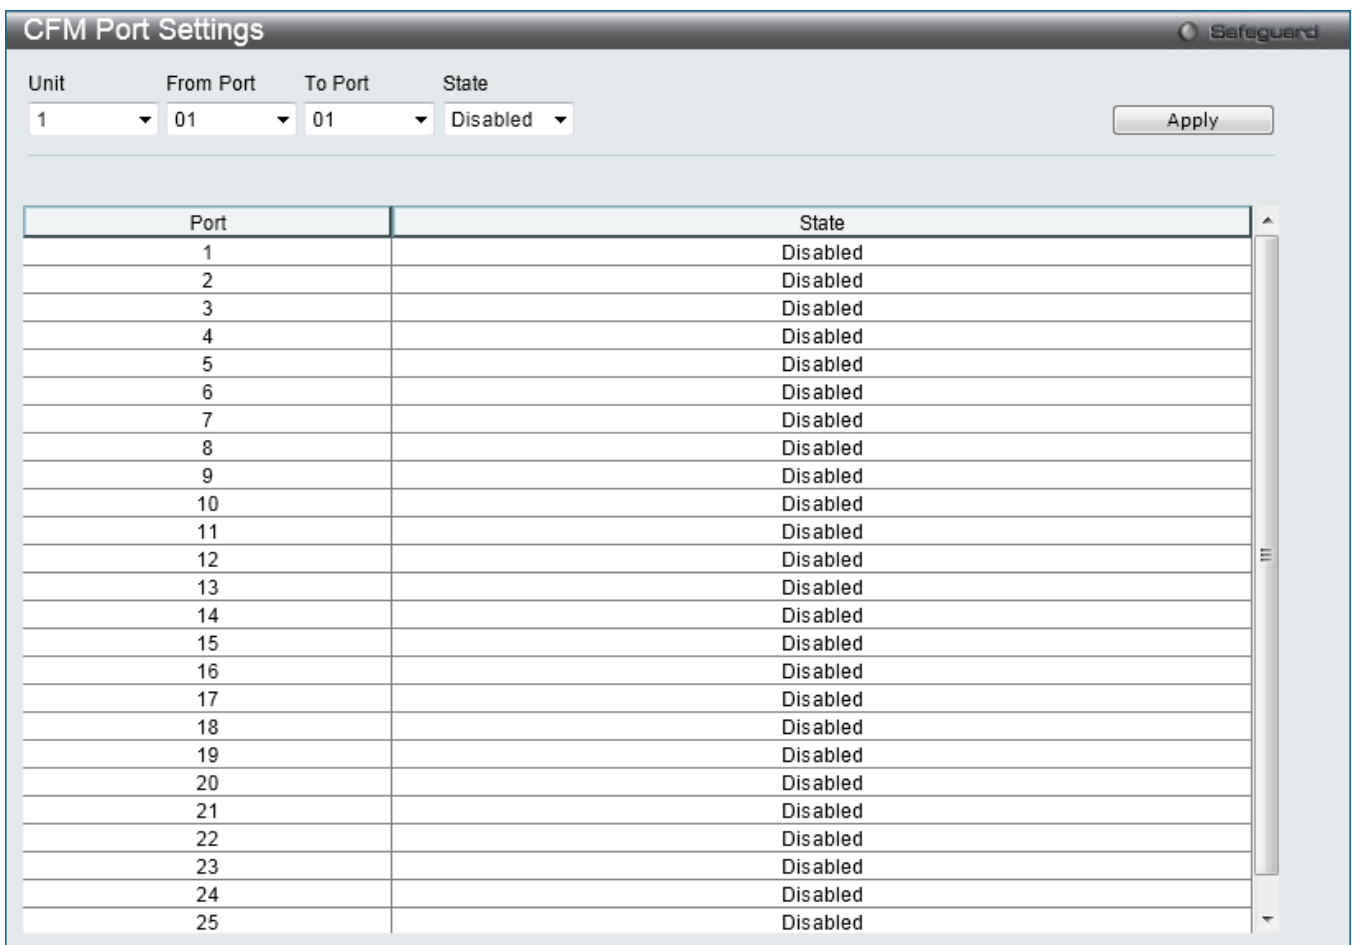 CFM Port Settings Safeguard
Unit From Port To Port State
1 01 01 Disabled Apply
Port State
1 Disabled
2 Disabled
3 Disabled
4 Disabled
5 Disabled
6 Disabled
7 Disabled
8 Disabled
9 Disabled
10 Disabled
11 Disabled
12 Disabled
13 Disabled
14 Disabled
15 Disabled
16 Disabled
17 Disabled
18 Disabled
19 Disabled
20 Disabled
21 Disabled
22 Disabled
23 Disabled
24 Disabled
25 Disabled